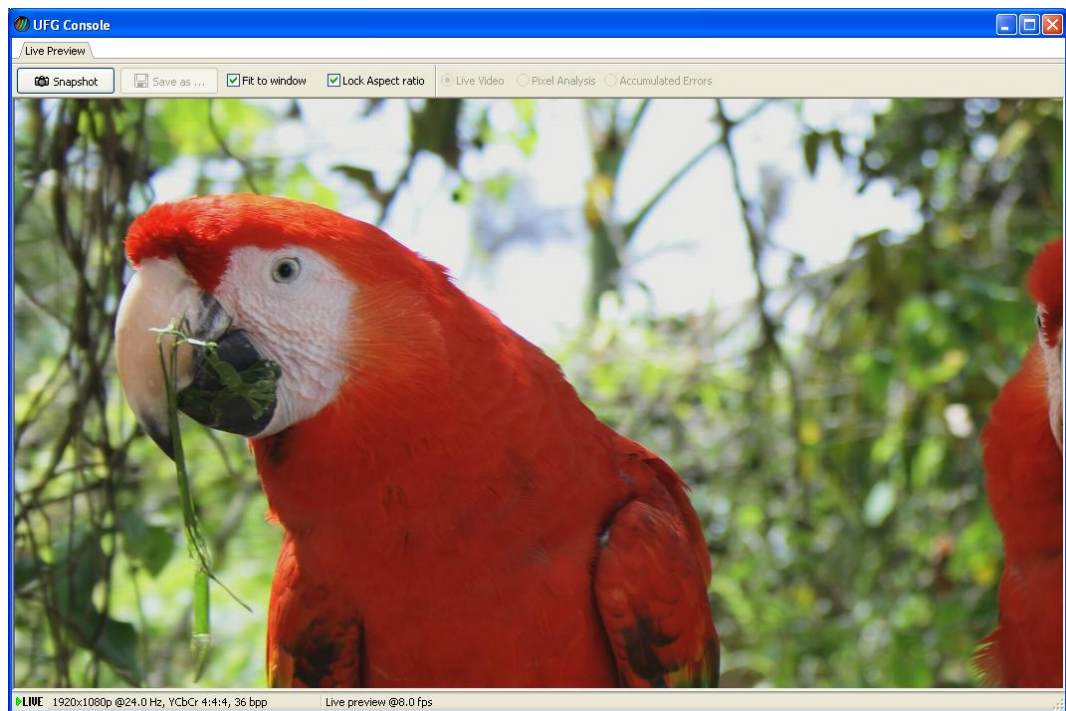 UFG Console
Live Preview
Snapshot Save as ... Fit to window Lock Aspect ratio Live Video Pixel Analysis Accumulated Errors
LIVE 1920x1080p @24.0 Hz, YCbCr 4:4:4, 36 bpp Live preview @8.0 fps